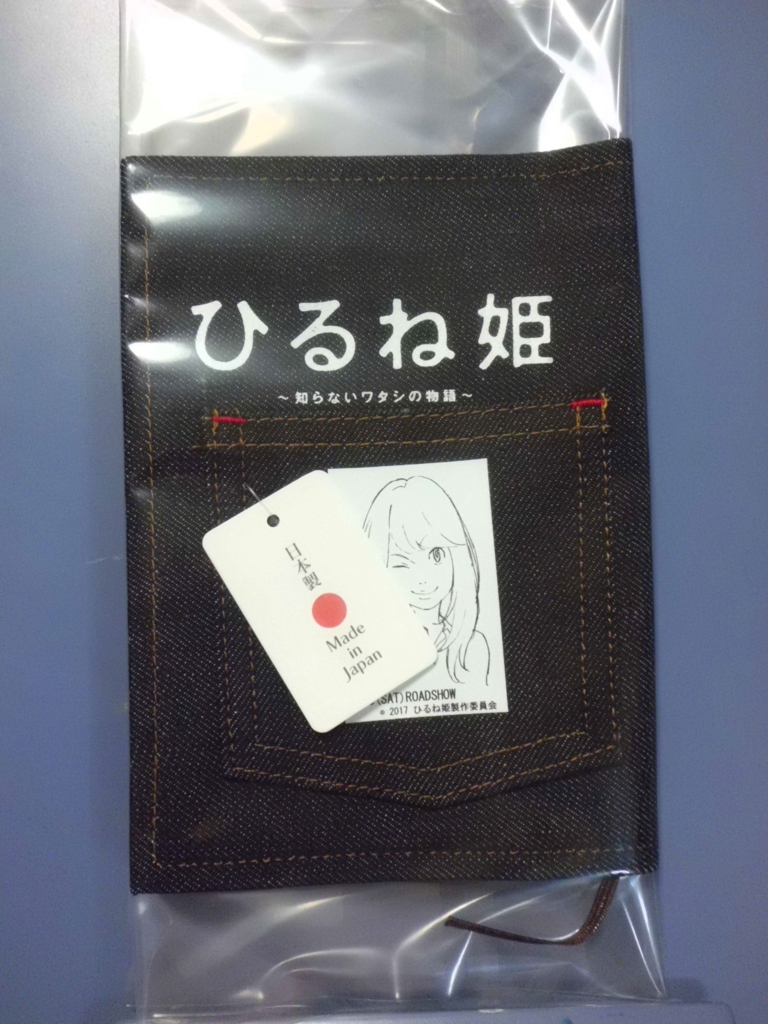 ひるね姫
～知らないワタシの物語～
日本製
Made
in
Japan
(SAT)ROADSHOW
© 2017 ひるね姫製作委員会